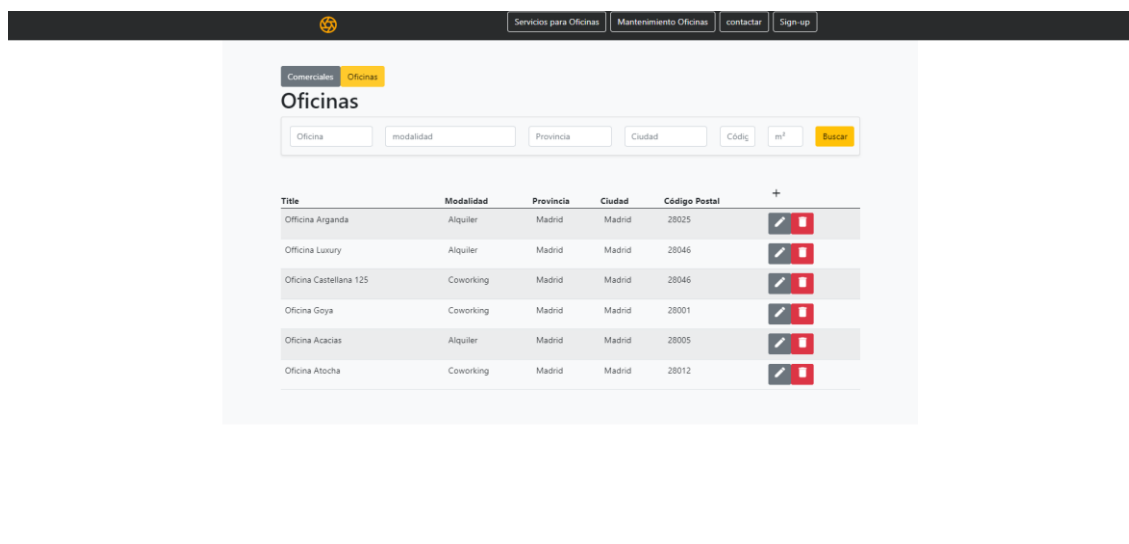 Servicios para Oficinas Mantenimiento Oficinas contactar Sign-up
Comerciales Oficinas
Oficinas
Oficina modalidad Provincia Ciudad Códig m² Buscar
+
Title Modalidad Provincia Ciudad Código Postal
Officina Arganda Alquiler Madrid Madrid 28025
Officina Luxury Alquiler Madrid Madrid 28046
Oficina Castellana 125 Coworking Madrid Madrid 28046
Oficina Goya Coworking Madrid Madrid 28001
Oficina Acacias Alquiler Madrid Madrid 28005
Oficina Atocha Coworking Madrid Madrid 28012